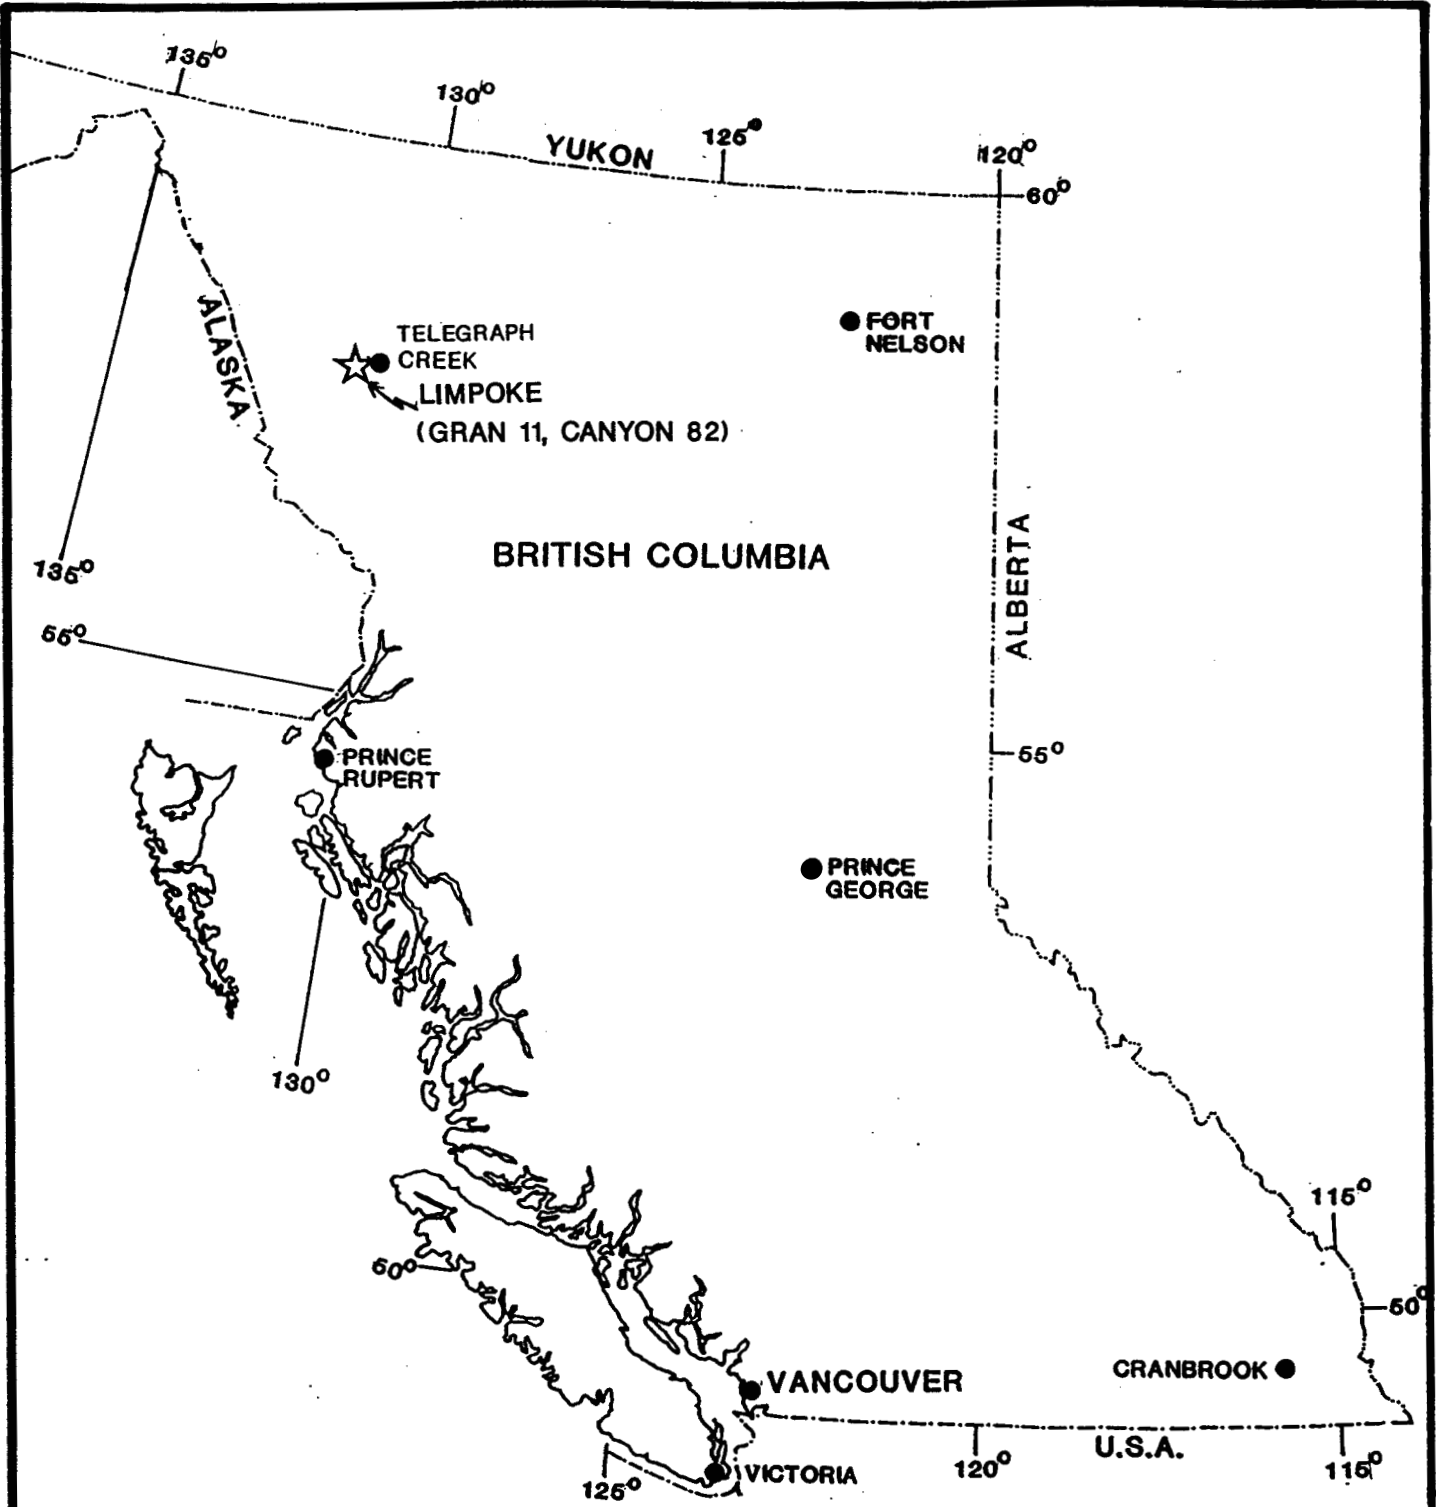 135°
130°
125°
120°
YUKON
60°
ALASKA
TELEGRAPH
CREEK
LIMPOKE
(GRAN 11, CANYON 82)
FORT
NELSON
135°
BRITISH COLUMBIA
ALBERTA
55°
PRINCE
RUPERT
55°
PRINCE
GEORGE
130°
115°
50°
50°
CRANBROOK
VANCOUVER
U.S.A.
VICTORIA
125°
120°
115°